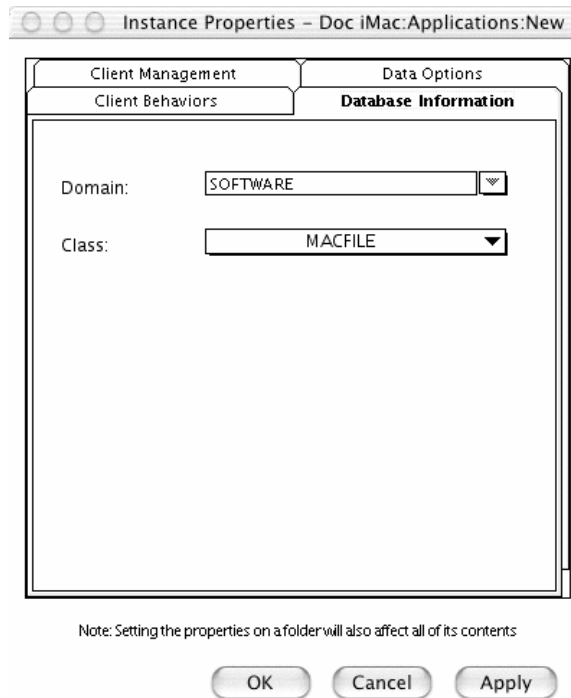 Instance Properties – Doc iMac:Applications:New
Client Management
Data Options
Client Behaviors
Database Information
Domain:
SOFTWARE
Class:
MACFILE
Note: Setting the properties on a folder will also affect all of its contents
OK
Cancel
Apply